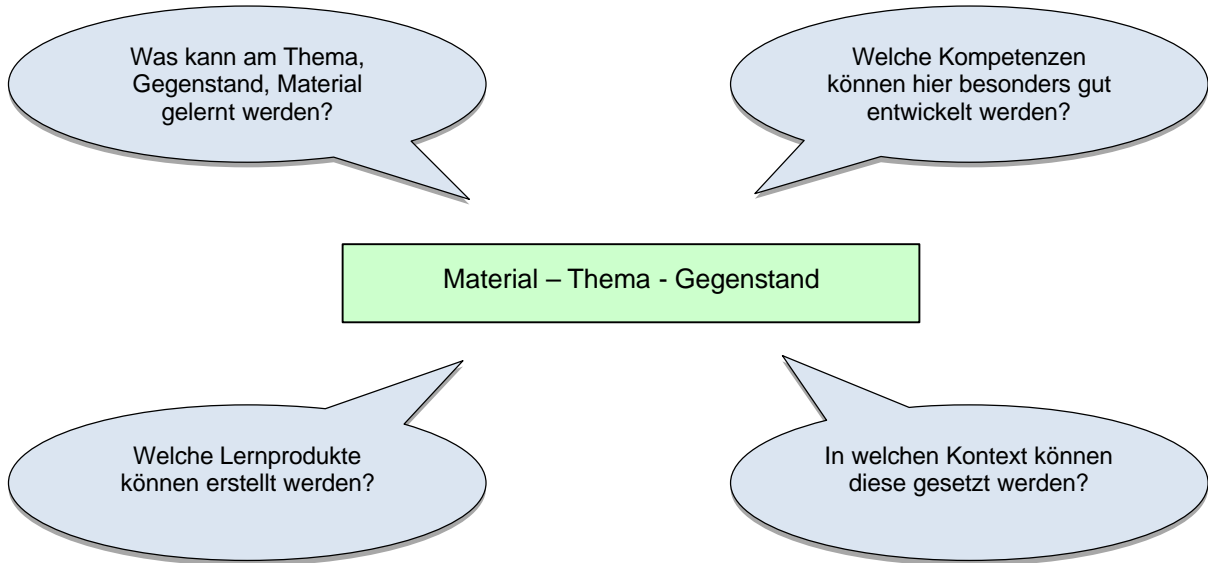 Was kann am Thema,
Gegenstand, Material
gelernt werden?
Welche Kompetenzen
können hier besonders gut
entwickelt werden?
Material – Thema - Gegenstand
Welche Lernprodukte
können erstellt werden?
In welchen Kontext können
diese gesetzt werden?